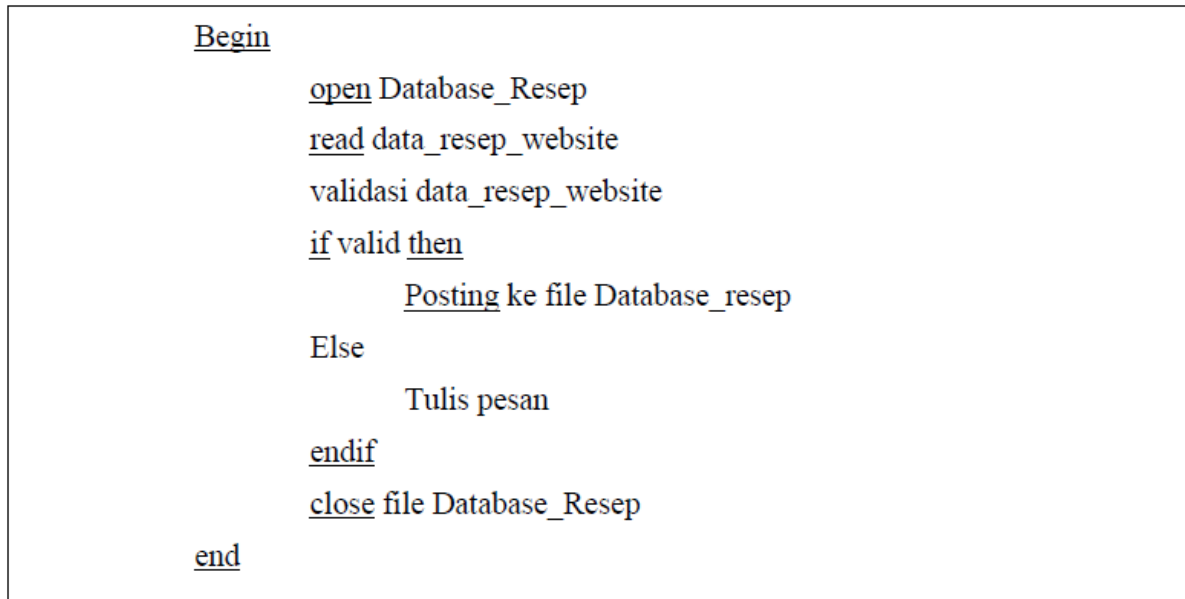 Begin
open Database_Resep
read data_resep_website
validasi data_resep_website
if valid then
Posting ke file Database_resep
Else
Tulis pesan
endif
close file Database_Resep
end